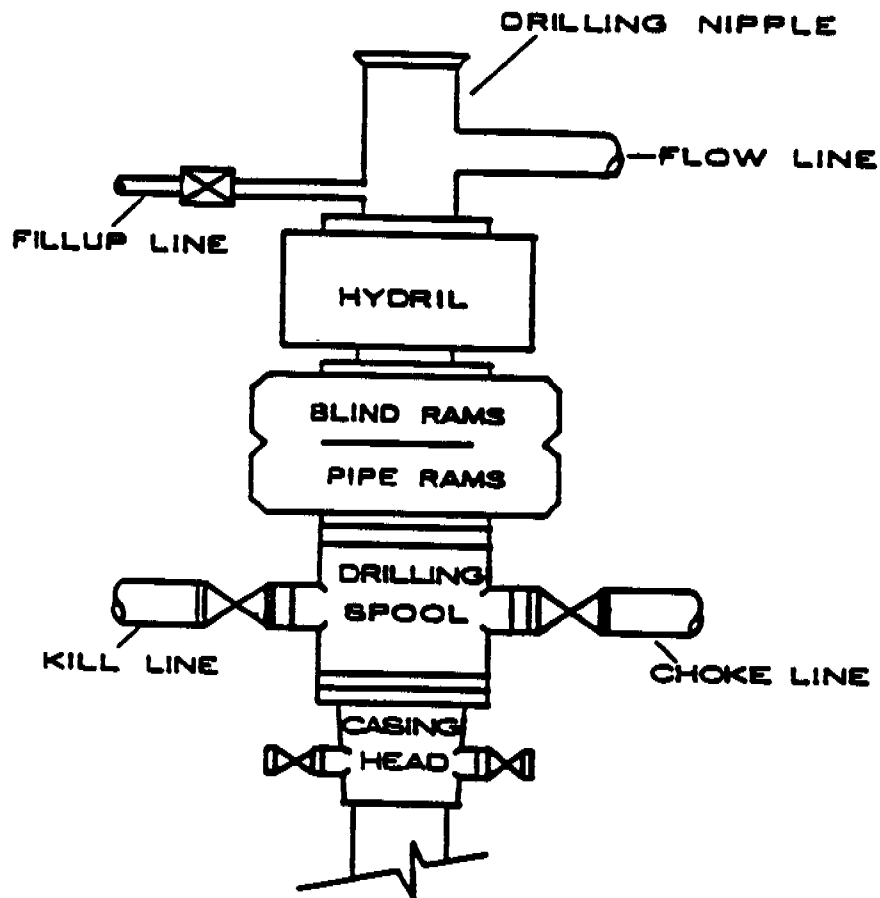 DRILLING NIPPLE
FLOW LINE
FILLUP LINE
HYDRIL
BLIND RAMS
PIPE RAMS
DRILLING
SPOOL
KILL LINE
CHOKE LINE
CASING
HEAD